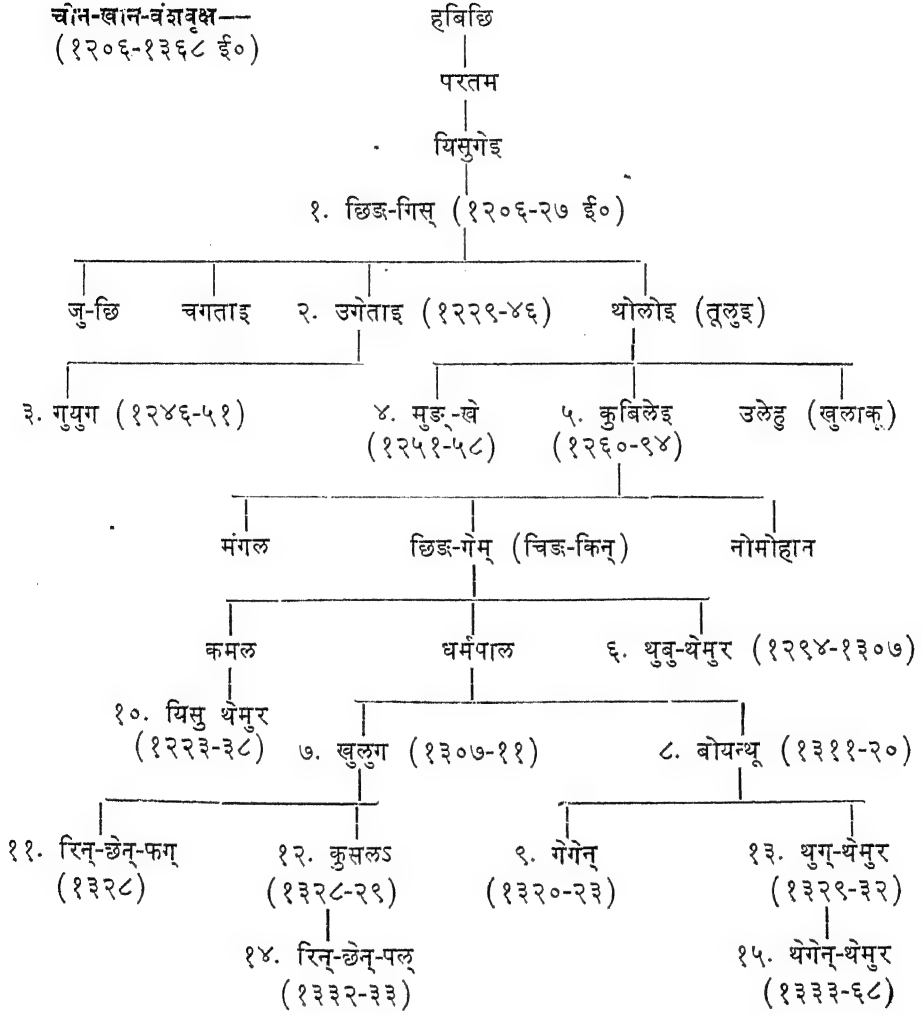 चीन-खान-वंशवृक्ष—
(१२०६-१३६८ ई०)
हबिछि
परतम
यिसुगेइ
१. छिङ-गिस् (१२०६-२७ ई०)
जु-छि चगताइ २. उगेताइ (१२२९-४६) थोलोइ (तूलुइ)
३. गुयुग (१२४६-५१) ४. मुङ्-खे ५. कुबिलेइ उलेहु (खुलाकू)
(१२५१-५८) (१२६०-९४)
मंगल छिङ-गेम् (चिङ-किन्) नोमोहान
कमल धर्मपाल ६. थुबु-थेमुर (१२९४-१३०७)
१०. यिसु थेमुर
(१२२३-३८) ७. खुलुग (१३०७-११) ८. बोयन्थू (१३११-२०)
११. रिन्-छेन्-फग् १२. कुसलऽ ९. गेगेन् १३. थुग्-थेमुर
(१३२८) (१३२८-२९) (१३२०-२३) (१३२९-३२)
१४. रिन्-छेन्-पल् १५. थेगेन्-थेमुर
(१३३२-३३) (१३३३-६८)